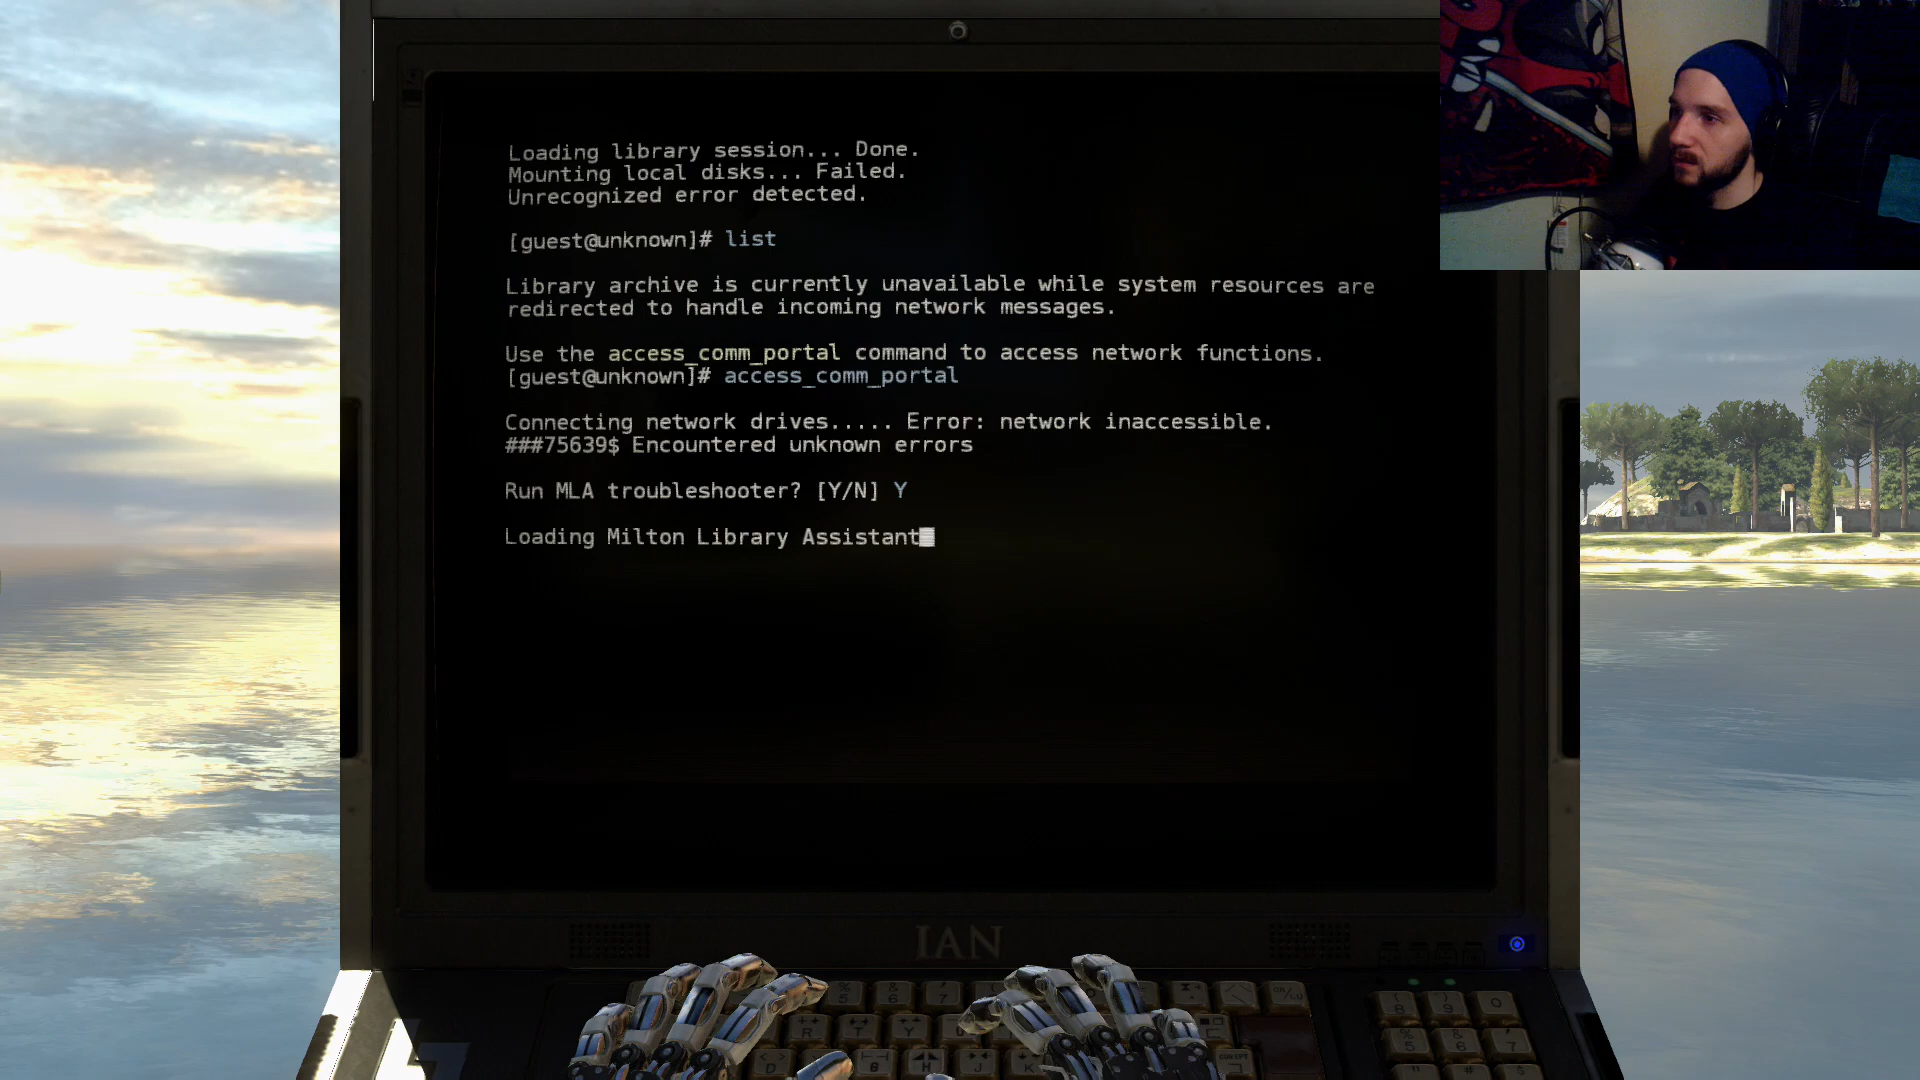 Loading library session... Done.
Mounting local disks... Failed.
Unrecognized error detected.
[guest@unknown]# list
Library archive is currently unavailable while system resources are
redirected to handle incoming network messages.
Use the access_comm_portal command to access network functions.
[guest@unknown]# access_comm_portal
Connecting network drives..... Error: network inaccessible.
###75639$ Encountered unknown errors
Run MLA troubleshooter? [Y/N] Y
Loading Milton Library Assistant
IAN